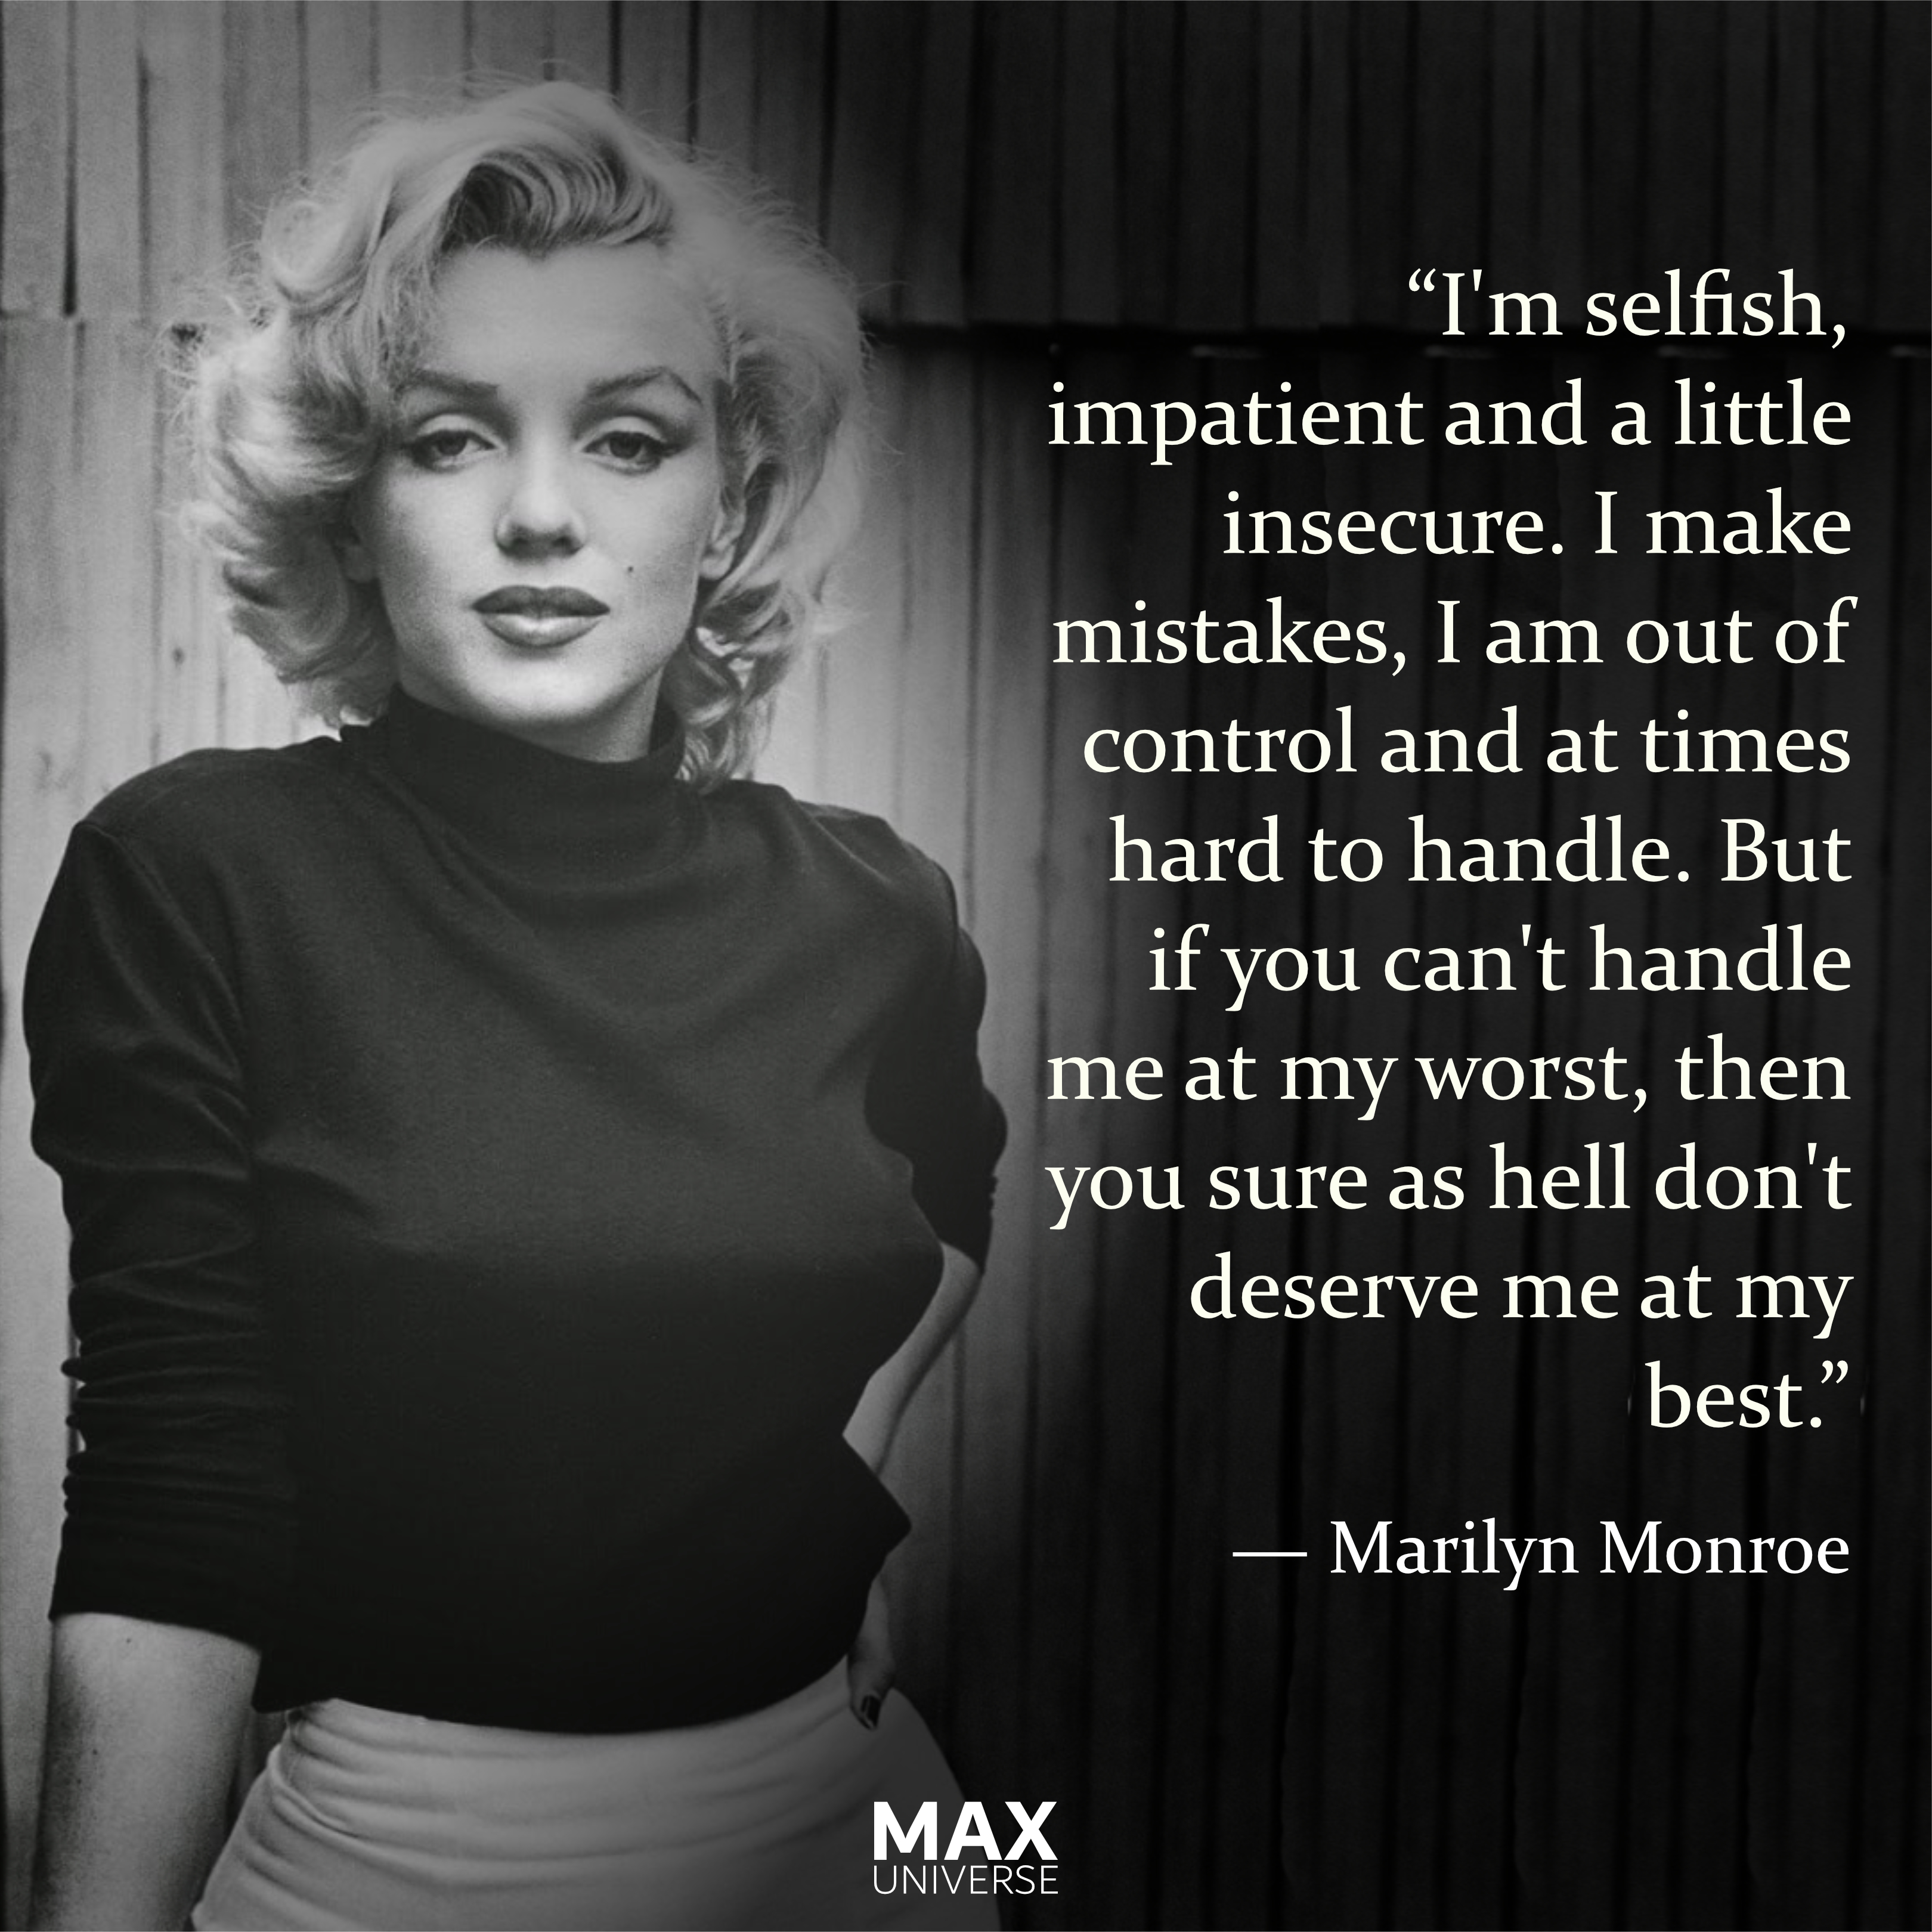 “I'm selfish,
impatient and a little
insecure. I make
mistakes, I am out of
control and at times
hard to handle. But
if you can't handle
me at my worst, then
you sure as hell don't
deserve me at my
best.”
— Marilyn Monroe
MAX
UNIVERSE